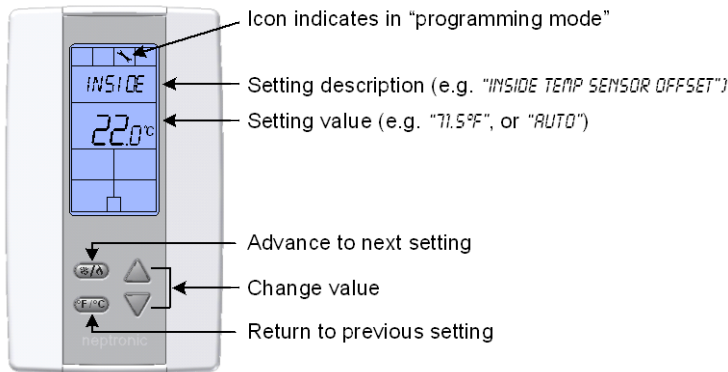 Icon indicates in “programming mode”
INSIDE
Setting description (e.g. "INSIDE TEMP SENSOR OFFSET")
22.0°C
Setting value (e.g. "71.5°F", or "AUTO")
Advance to next setting
Change value
°F/°C
Return to previous setting
neptronic